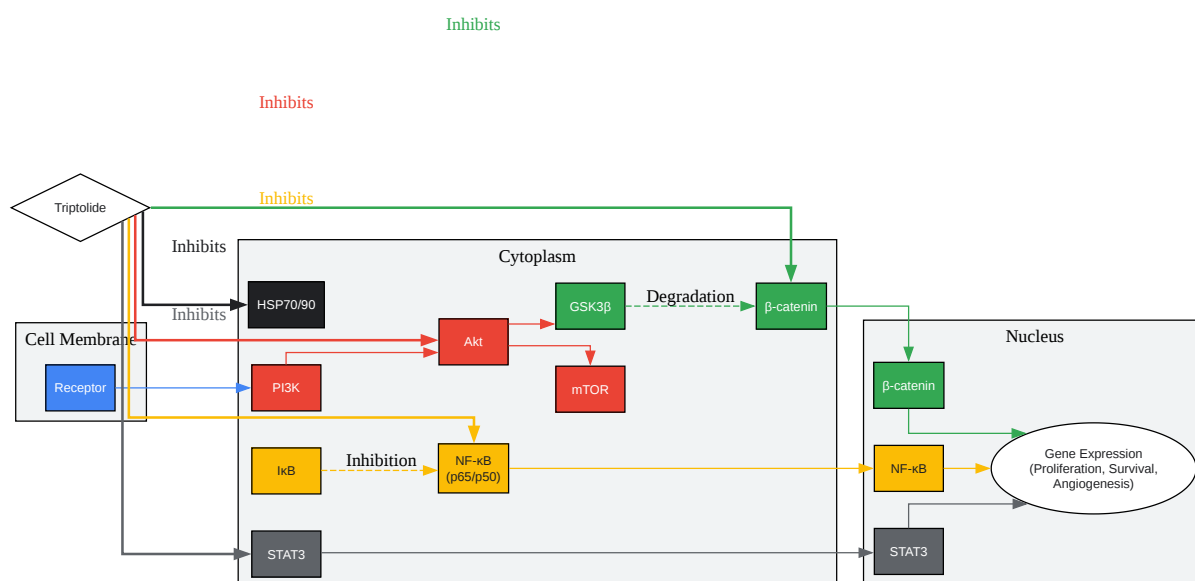 Inhibits
Inhibits
Inhibits
Triptolide
Inhibits
Cytoplasm
HSP70/90
GSK3β
Degradation
β-catenin
Inhibits
Cell Membrane
Akt
Nucleus
Receptor
PI3K
mTOR
β-catenin
IκB
Inhibition
NF-κB
(p65/p50)
NF-κB
Gene Expression
(Proliferation, Survival,
Angiogenesis)
STAT3
STAT3